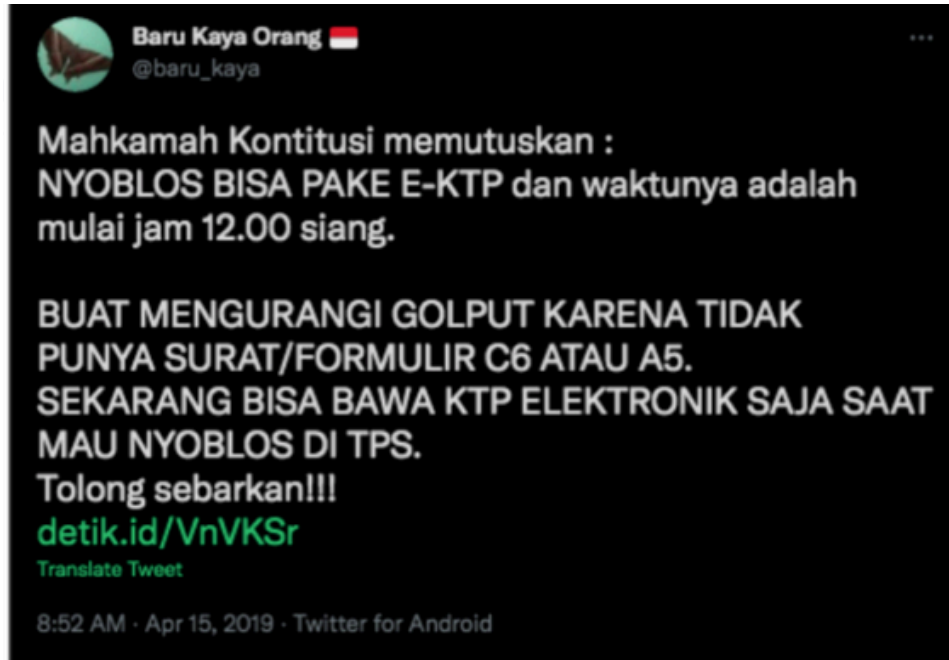 Baru Kaya Orang
@baru_kaya
Mahkamah Kontitusi memutuskan :
NYOBLOS BISA PAKE E-KTP dan waktunya adalah
mulai jam 12.00 siang.
BUAT MENGURANGI GOLPUT KARENA TIDAK
PUNYA SURAT/FORMULIR C6 ATAU A5.
SEKARANG BISA BAWA KTP ELEKTRONIK SAJA SAAT
MAU NYOBLOS DI TPS.
Tolong sebarkan!!!
detik.id/VnVKSr
Translate Tweet
8:52 AM · Apr 15, 2019 · Twitter for Android